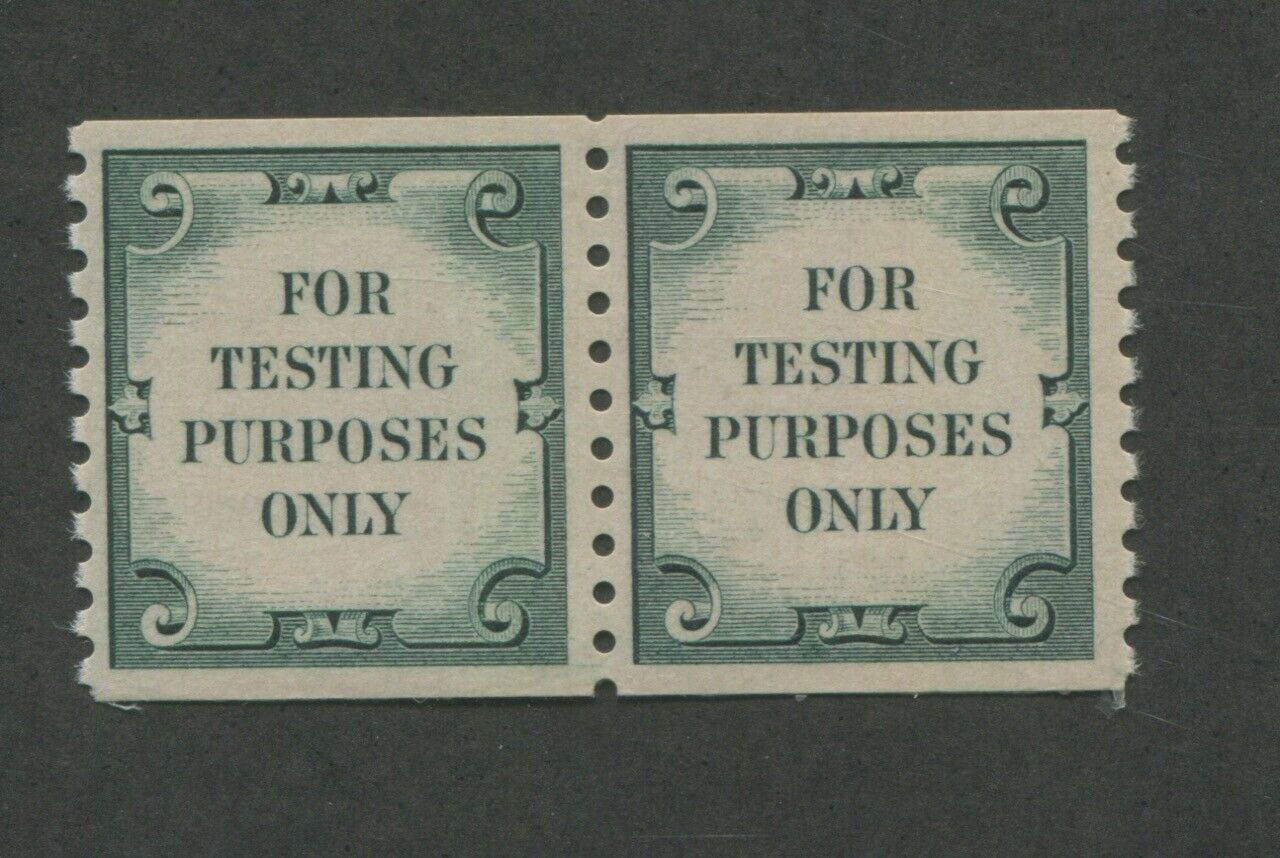 FOR
TESTING
PURPOSES
ONLY
FOR
TESTING
PURPOSES
ONLY